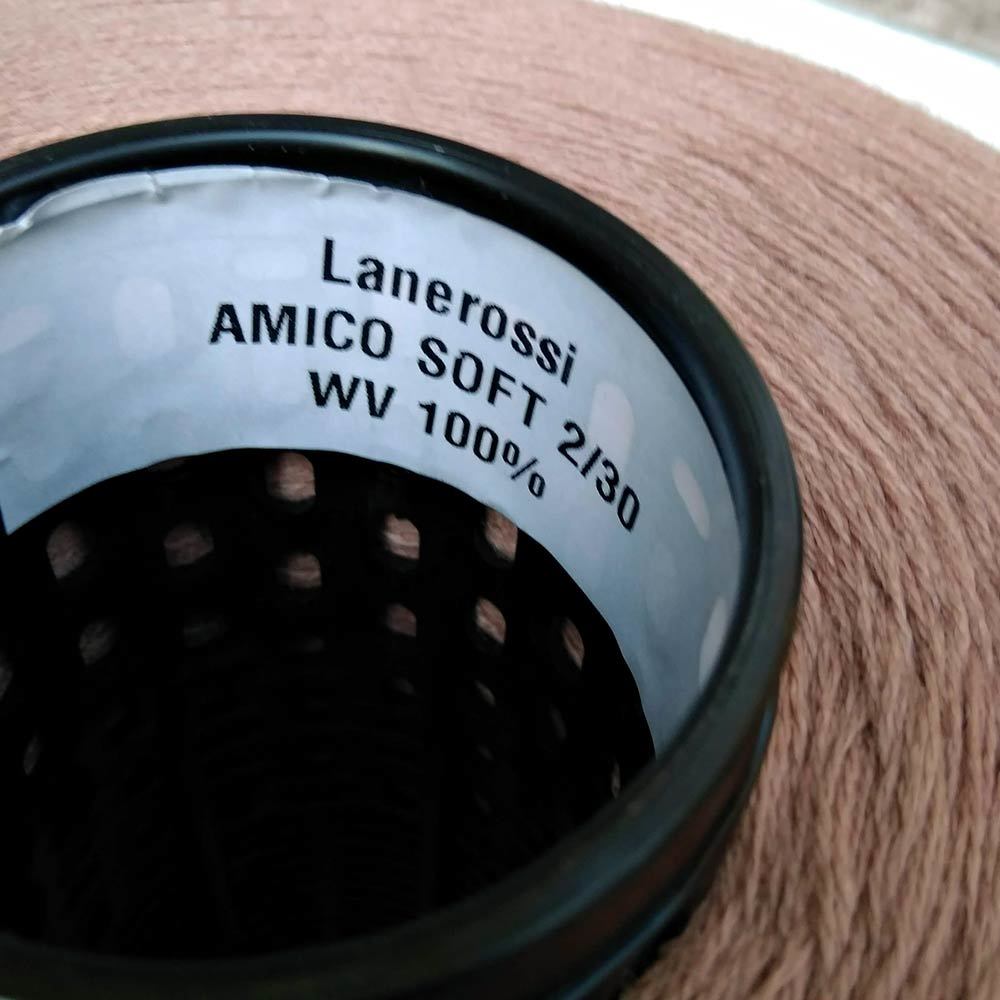 Lanerossi
AMICO SOFT 2/30
WV 100%